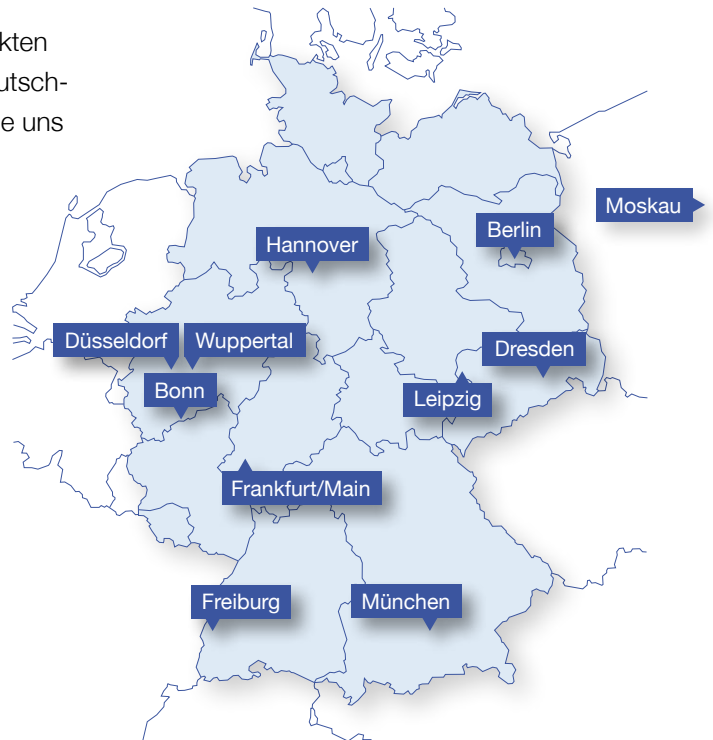 kten
utsch-
e uns
Moskau
Berlin
Hannover
Düsseldorf
Wuppertal
Dresden
Bonn
Leipzig
Frankfurt/Main
Freiburg
München